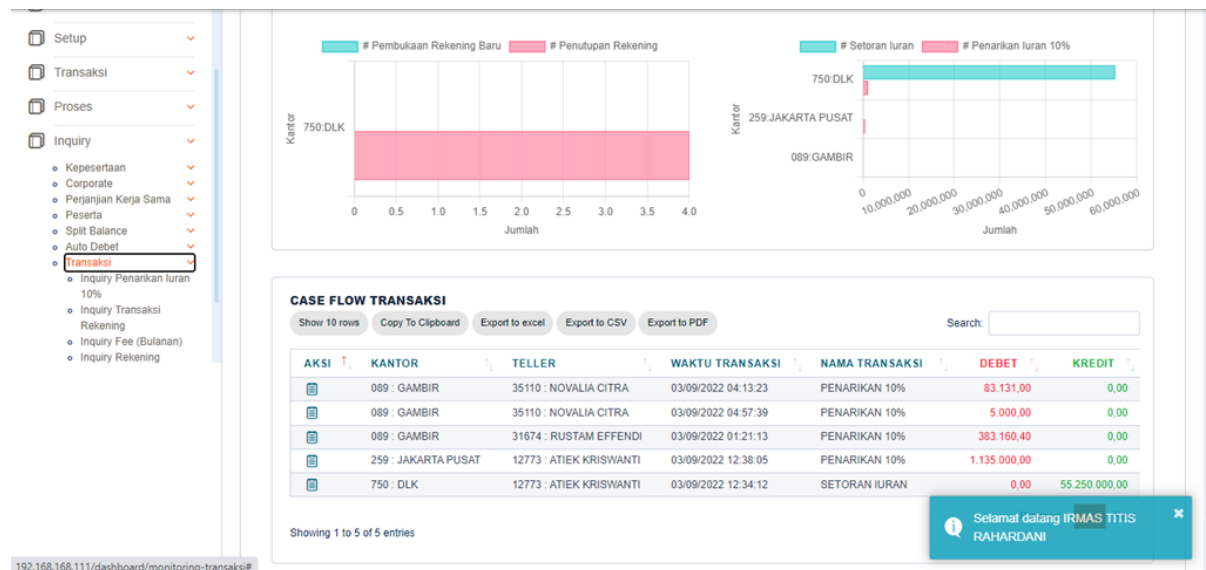 Setup
Transaksi
Proses
Inquiry
Kepesertaan
Corporate
Perjanjian Kerja Sama
Peserta
Split Balance
Auto Debet
Transaksi
Inquiry Penarikan Iuran
10%
Inquiry Transaksi
Rekening
Inquiry Fee (Bulanan)
Inquiry Rekening
192.168.168.111/dashboard/monitoring-transaksi#
# Pembukaan Rekening Baru # Penutupan Rekening
Kantor
750:DLK
0 0.5 1.0 1.5 2.0 2.5 3.0 3.5 4.0
Jumlah
# Setoran Iuran # Penarikan Iuran 10%
Kantor
750:DLK
259:JAKARTA PUSAT
089:GAMBIR
0 10,000,000 20,000,000 30,000,000 40,000,000 50,000,000 60,000,000
Jumlah
CASE FLOW TRANSAKSI
Show 10 rows Copy To Clipboard Export to excel Export to CSV Export to PDF Search:
AKSI KANTOR TELLER WAKTU TRANSAKSI NAMA TRANSAKSI DEBET KREDIT
089 : GAMBIR 35110 : NOVALIA CITRA 03/09/2022 04:13:23 PENARIKAN 10% 83.131,00 0,00
089 : GAMBIR 35110 : NOVALIA CITRA 03/09/2022 04:57:39 PENARIKAN 10% 5.000,00 0,00
089 : GAMBIR 31674 : RUSTAM EFFENDI 03/09/2022 01:21:13 PENARIKAN 10% 383.160,40 0,00
259 : JAKARTA PUSAT 12773 : ATIEK KRISWANTI 03/09/2022 12:38:05 PENARIKAN 10% 1.135.000,00 0,00
750 : DLK 12773 : ATIEK KRISWANTI 03/09/2022 12:34:12 SETORAN IURAN 0,00 55.250.000,00
Showing 1 to 5 of 5 entries
Selamat datang IRMAS TITIS
RAHARDANI